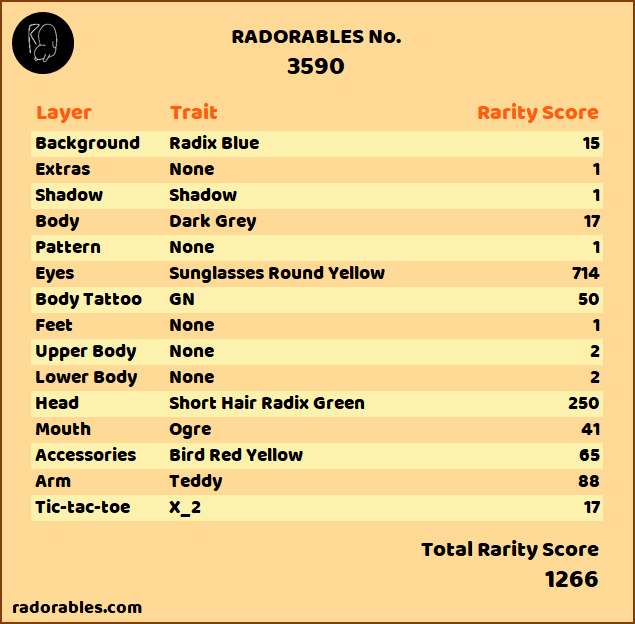 RADORABLES No.
3590
Layer Trait Rarity Score
Background Radix Blue 15
Extras None 1
Shadow Shadow 1
Body Dark Grey 17
Pattern None 1
Eyes Sunglasses Round Yellow 714
Body Tattoo GN 50
Feet None 1
Upper Body None 2
Lower Body None 2
Head Short Hair Radix Green 250
Mouth Ogre 41
Accessories Bird Red Yellow 65
Arm Teddy 88
Tic-tac-toe X_2 17
Total Rarity Score
1266
radorables.com